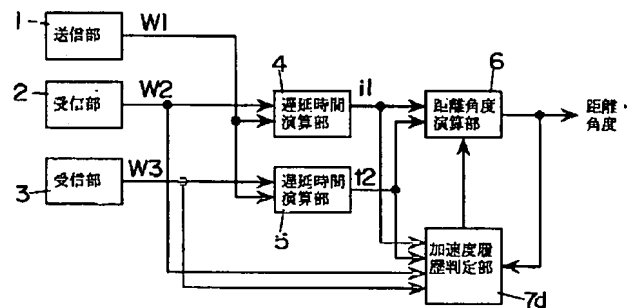 1
送信部
W1
2
受信部
W2
3
受信部
W3
4
遅延時間
演算部
i1
5
遅延時間
演算部
t2
6
距離角度
演算部
距離・
角度
加速度履
歴判定部
7d